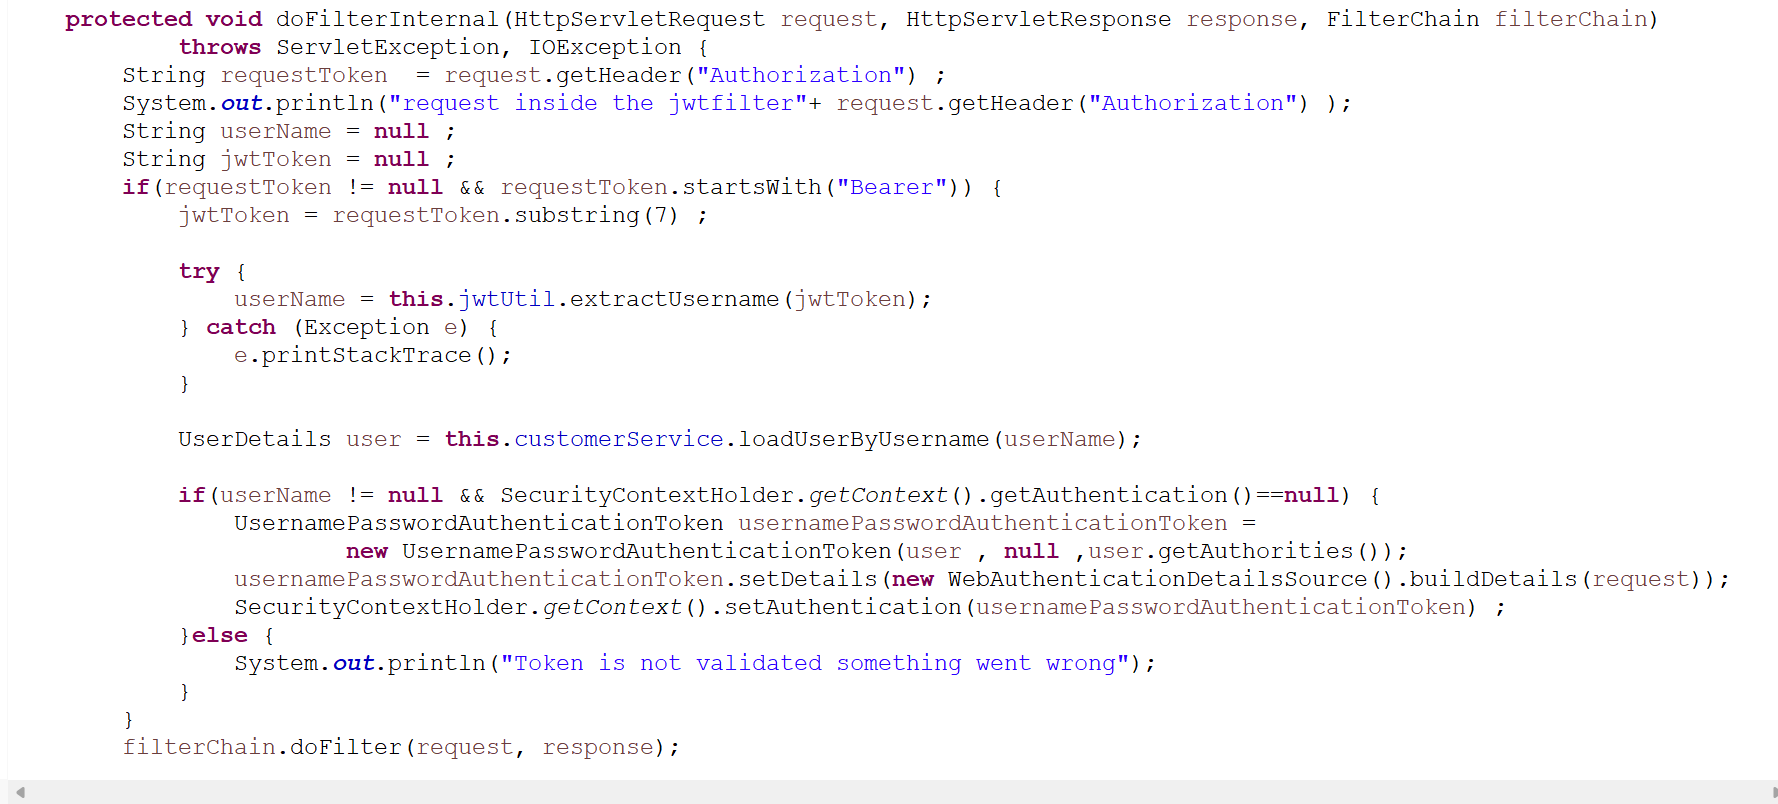 protected void doFilterInternal(HttpServletRequest request, HttpServletResponse response, FilterChain filterChain)
throws ServletException, IOException {
String requestToken  = request.getHeader("Authorization") ;
System.out.println("request inside the jwtfilter"+ request.getHeader("Authorization") );
String userName = null ;
String jwtToken = null ;
if(requestToken != null && requestToken.startsWith("Bearer")) {
jwtToken = requestToken.substring(7) ;
try {
userName = this.jwtUtil.extractUsername(jwtToken);
} catch (Exception e) {
e.printStackTrace();
}
UserDetails user = this.customerService.loadUserByUsername(userName);
if(userName != null && SecurityContextHolder.getContext().getAuthentication()==null) {
UsernamePasswordAuthenticationToken usernamePasswordAuthenticationToken =
new UsernamePasswordAuthenticationToken(user , null ,user.getAuthorities());
usernamePasswordAuthenticationToken.setDetails(new WebAuthenticationDetailsSource().buildDetails(request));
SecurityContextHolder.getContext().setAuthentication(usernamePasswordAuthenticationToken) ;
}else {
System.out.println("Token is not validated something went wrong");
}
}
filterChain.doFilter(request, response);